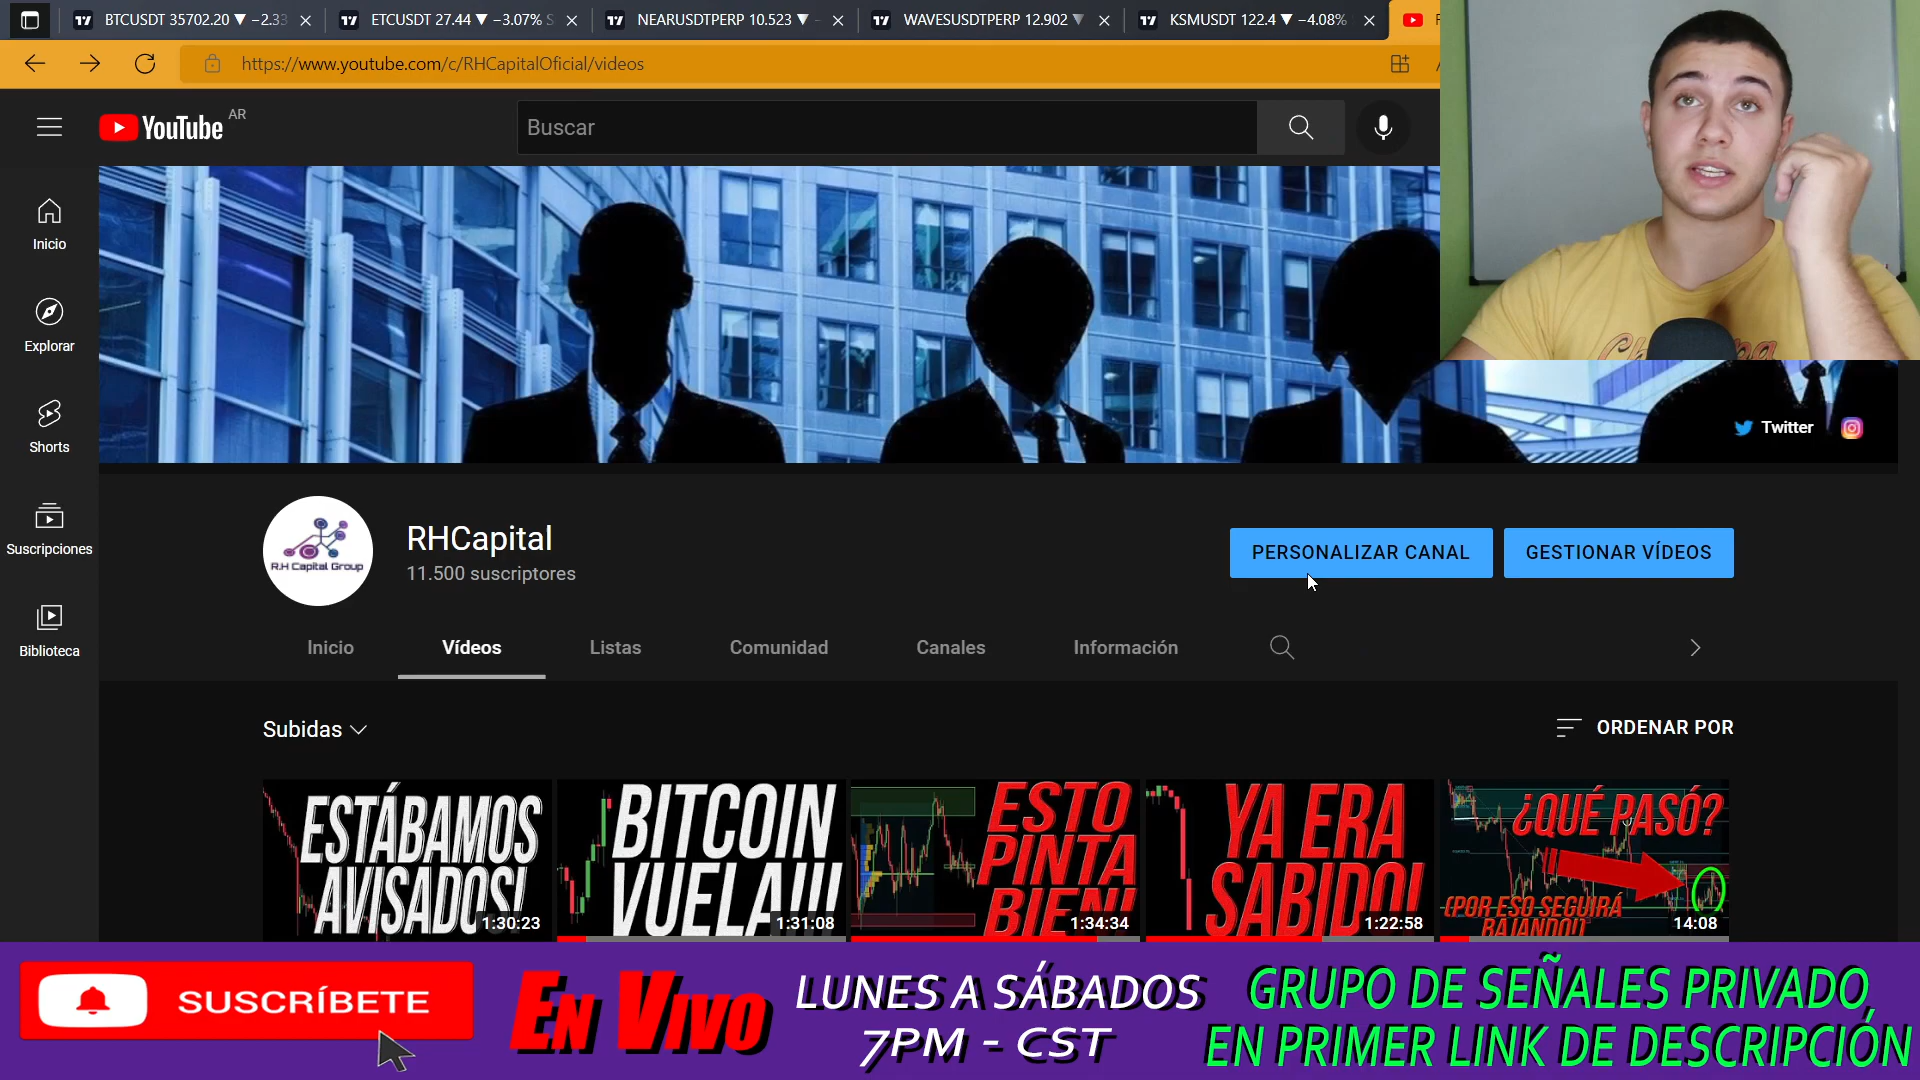 BTCUSDT 35702.20 ▼ −2.33
ETCUSDT 27.44 ▼ −3.07% S
NEARUSDTPERP 10.523 ▼ −
WAVESUSDTPERP 12.902 ▼
KSMUSDT 122.4 ▼ −4.08%
https://www.youtube.com/c/RHCapitalOficial/videos
YouTube AR
Buscar
Inicio
Explorar
Shorts
Suscripciones
Biblioteca
Twitter
R.H Capital Group
RHCapital
11.500 suscriptores
PERSONALIZAR CANAL
GESTIONAR VÍDEOS
Inicio
Vídeos
Listas
Comunidad
Canales
Información
Subidas
ORDENAR POR
ESTÁBAMOS
AVISADOS!
1:30:23
BITCOIN
VUELA!!!
1:31:08
ESTO
PINTA
BIEN!!
1:34:34
YA ERA
SABIDO!
1:22:58
¿QUÉ PASÓ?
(POR ESO SEGUIRÁ
BAJANDO!)
14:08
SUSCRÍBETE
EN VIVO
LUNES A SÁBADOS
7PM - CST
GRUPO DE SEÑALES PRIVADO,
EN PRIMER LINK DE DESCRIPCIÓN